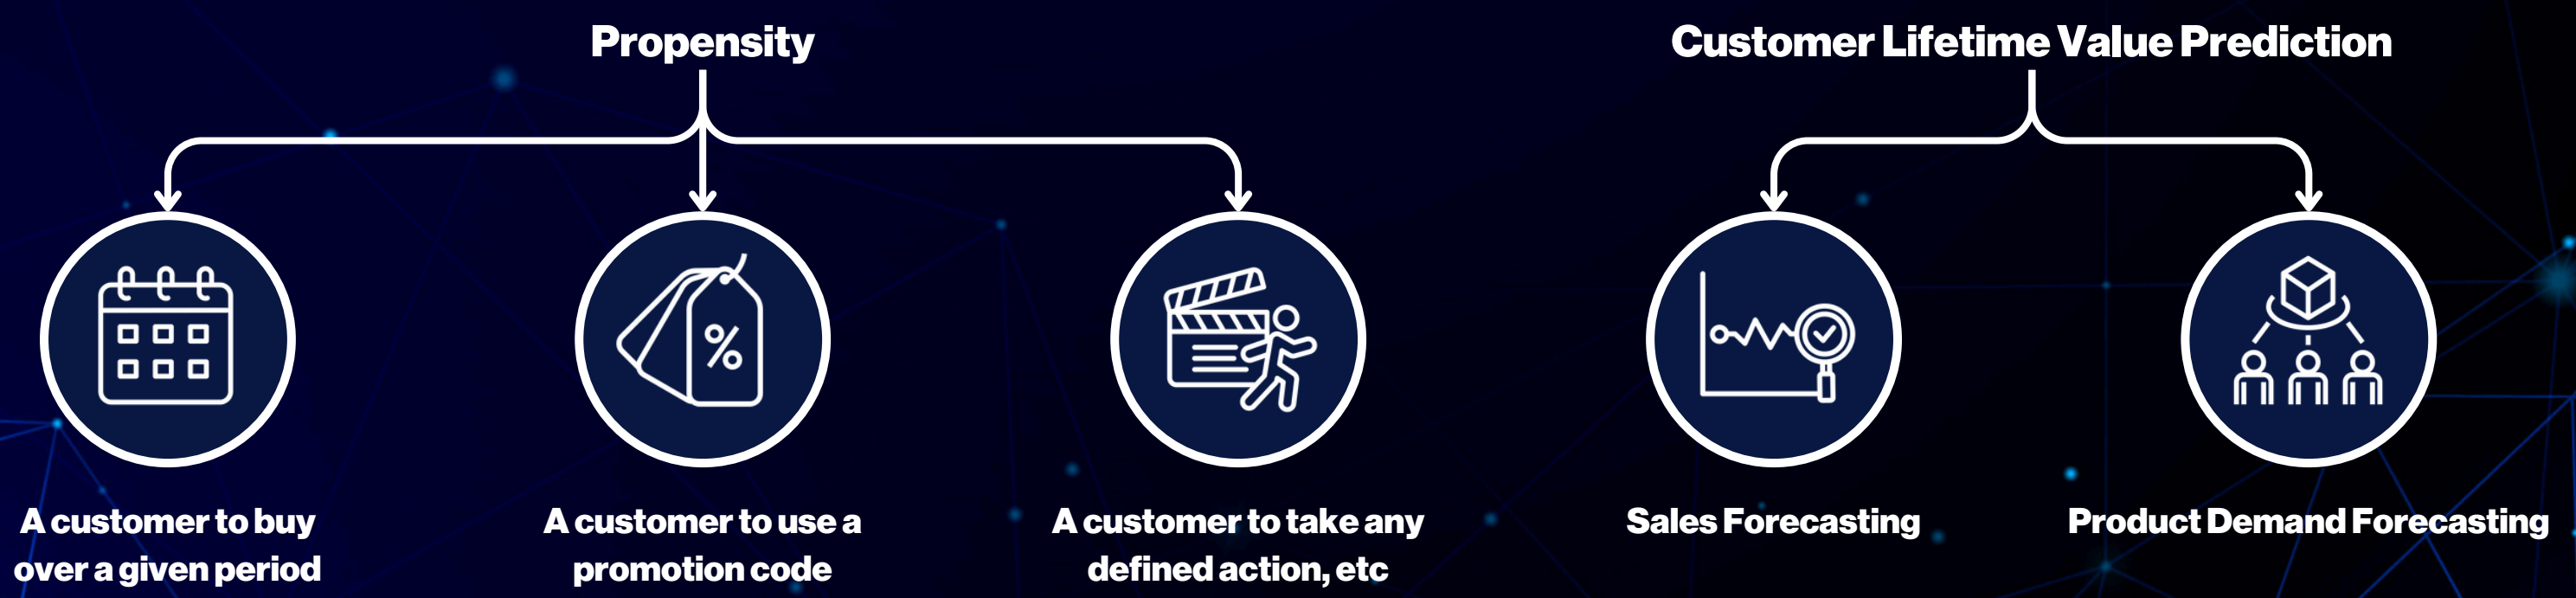 Propensity
Customer Lifetime Value Prediction
%
A customer to buy
over a given period
A customer to use a
promotion code
A customer to take any
defined action, etc
Sales Forecasting
Product Demand Forecasting